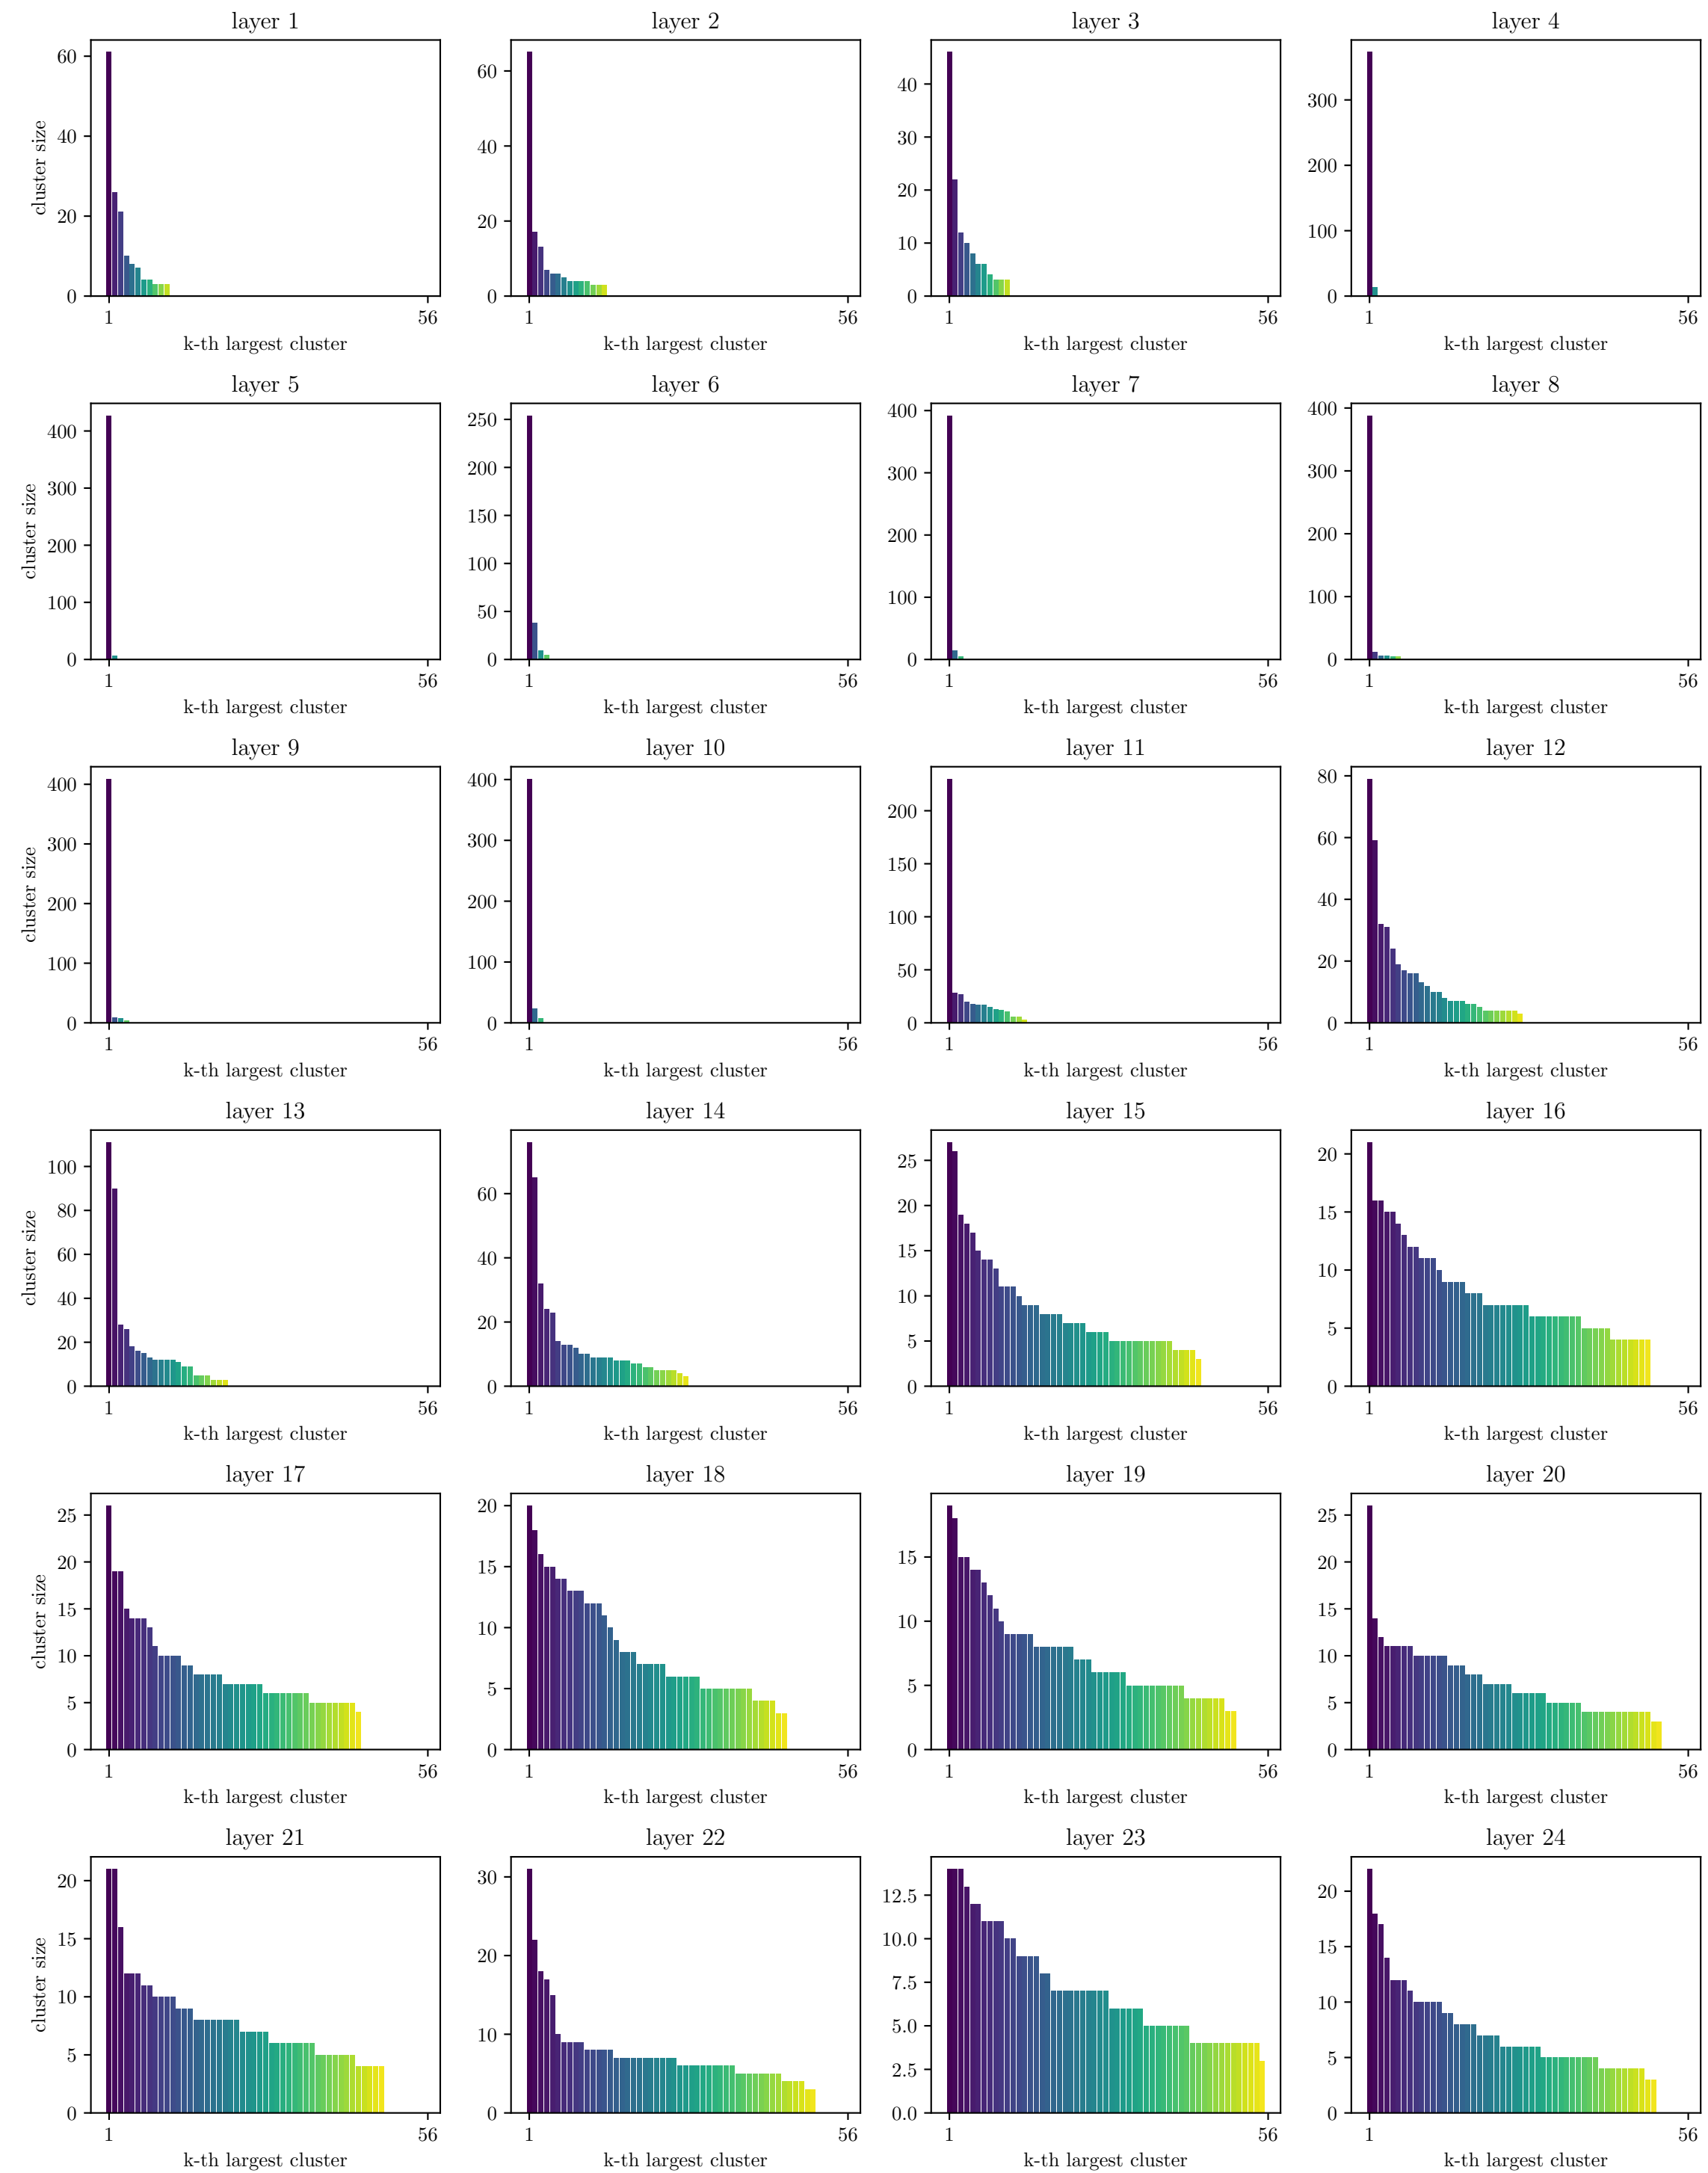 layer 1
60
40
20
0
cluster size
1 56
k-th largest cluster
layer 2
60
40
20
0
1 56
k-th largest cluster
layer 3
40
30
20
10
0
1 56
k-th largest cluster
layer 4
300
200
100
0
1 56
k-th largest cluster
layer 5
400
300
200
100
0
cluster size
1 56
k-th largest cluster
layer 6
250
200
150
100
50
0
1 56
k-th largest cluster
layer 7
400
300
200
100
0
1 56
k-th largest cluster
layer 8
400
300
200
100
0
1 56
k-th largest cluster
layer 9
400
300
200
100
0
cluster size
1 56
k-th largest cluster
layer 10
400
300
200
100
0
1 56
k-th largest cluster
layer 11
200
150
100
50
0
1 56
k-th largest cluster
layer 12
80
60
40
20
0
1 56
k-th largest cluster
layer 13
100
80
60
40
20
0
cluster size
1 56
k-th largest cluster
layer 14
60
40
20
0
1 56
k-th largest cluster
layer 15
25
20
15
10
5
0
1 56
k-th largest cluster
layer 16
20
15
10
5
0
1 56
k-th largest cluster
layer 17
25
20
15
10
5
0
cluster size
1 56
k-th largest cluster
layer 18
20
15
10
5
0
1 56
k-th largest cluster
layer 19
15
10
5
0
1 56
k-th largest cluster
layer 20
25
20
15
10
5
0
1 56
k-th largest cluster
layer 21
20
15
10
5
0
cluster size
1 56
k-th largest cluster
layer 22
30
20
10
0
1 56
k-th largest cluster
layer 23
12.5
10.0
7.5
5.0
2.5
0.0
1 56
k-th largest cluster
layer 24
20
15
10
5
0
1 56
k-th largest cluster